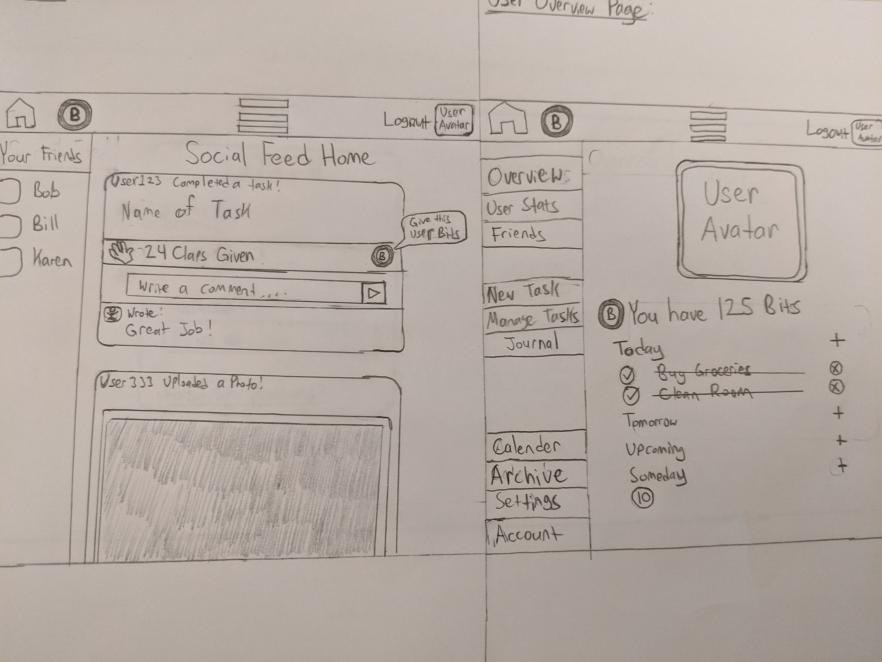 User Overview Page:
B
Logout
User
Avatar
Your Friends
Bob
Bill
Karen
Social Feed Home
User123 Completed a task!
Name of Task
24 Claps Given
Give this
user Bits
B
Write a comment....
Wrote:
Great Job!
User333 Uploaded a Photo!
B
Logout
User
Avatar
Overview:
User Stats
Friends
New Task
Manage Tasks
Journal
Calender
Archive
Settings
Account
User
Avatar
B You have 125 Bits
Today +
Buy Groceries
Clean Room
Tomorrow +
Upcoming +
Someday +
10